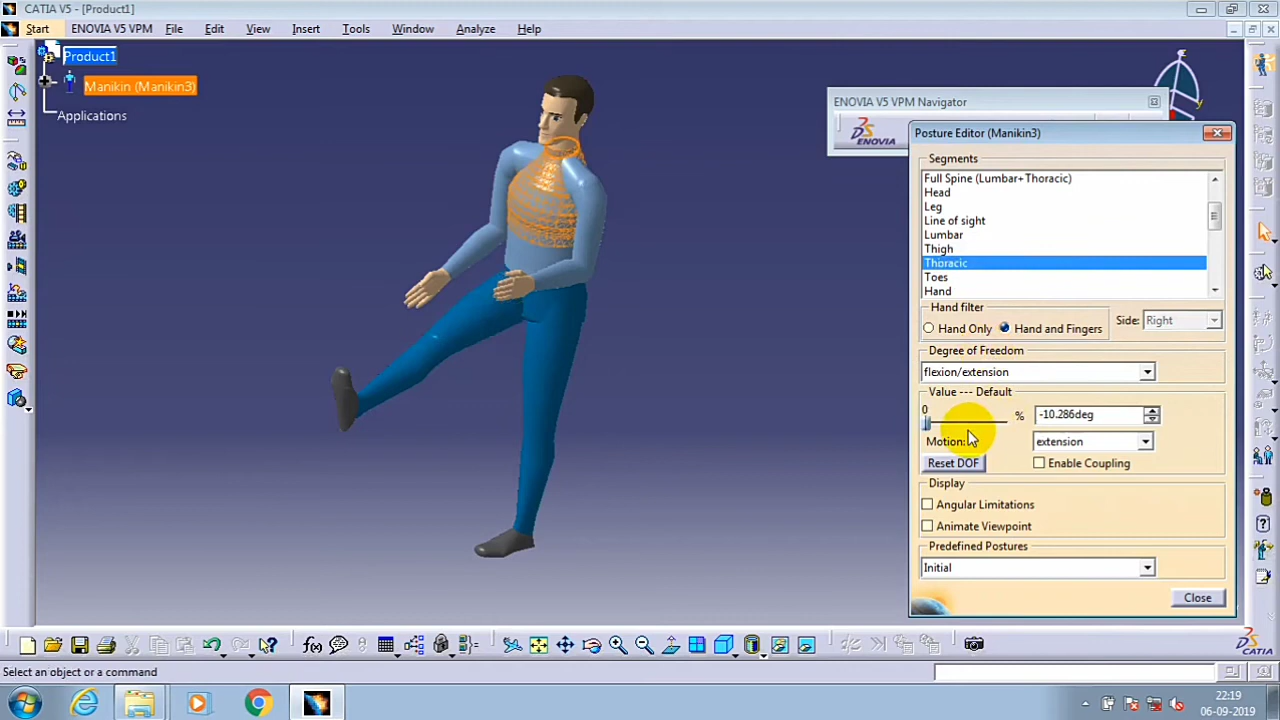 CATIA V5 - [Product1]
Start ENOVIA V5 VPM File Edit View Insert Tools Window Analyze Help
Product1
Manikin (Manikin3)
Applications
ENOVIA V5 VPM Navigator
ENOVIA
Posture Editor (Manikin3)
Segments
Full Spine (Lumbar+Thoracic)
Head
Leg
Line of sight
Lumbar
Thigh
Thoracic
Toes
Hand
Hand filter
Hand Only Hand and Fingers Side: Right
Degree of Freedom
flexion/extension
Value --- Default
0
% -10.286deg
Motion: extension
Reset DOF Enable Coupling
Display
Angular Limitations
Animate Viewpoint
Predefined Postures
Initial
Close
f(x)
CATIA
Select an object or a command
22:19
06-09-2019